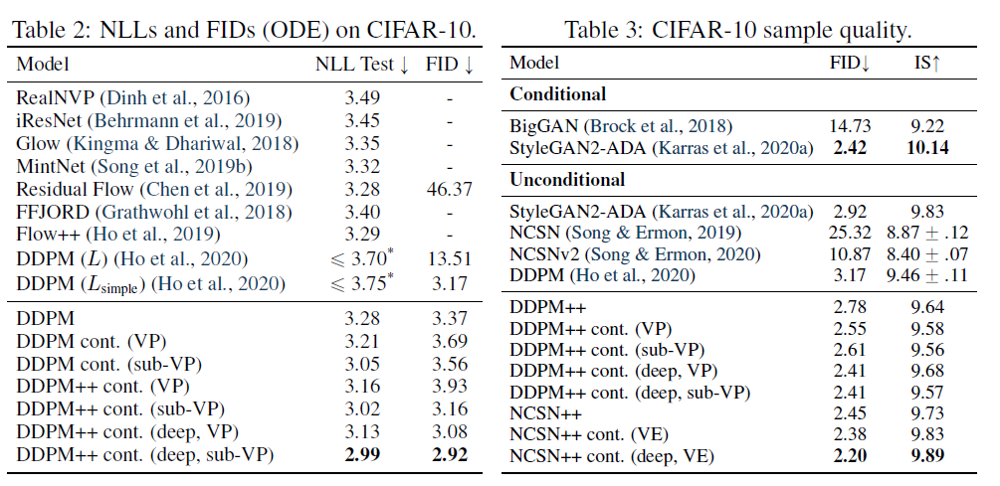 Table 2: NLLs and FIDs (ODE) on CIFAR-10.
Model NLL Test ↓ FID ↓
RealNVP (Dinh et al., 2016) 3.49 -
iResNet (Behrmann et al., 2019) 3.45 -
Glow (Kingma & Dhariwal, 2018) 3.35 -
MintNet (Song et al., 2019b) 3.32 -
Residual Flow (Chen et al., 2019) 3.28 46.37
FFJORD (Grathwohl et al., 2018) 3.40 -
Flow++ (Ho et al., 2019) 3.29 -
DDPM (L) (Ho et al., 2020) ⩽ 3.70* 13.51
DDPM (Lsimple) (Ho et al., 2020) ⩽ 3.75* 3.17
DDPM 3.28 3.37
DDPM cont. (VP) 3.21 3.69
DDPM cont. (sub-VP) 3.05 3.56
DDPM++ cont. (VP) 3.16 3.93
DDPM++ cont. (sub-VP) 3.02 3.16
DDPM++ cont. (deep, VP) 3.13 3.08
DDPM++ cont. (deep, sub-VP) 2.99 2.92
Table 3: CIFAR-10 sample quality.
Model FID↓ IS↑
Conditional
BigGAN (Brock et al., 2018) 14.73 9.22
StyleGAN2-ADA (Karras et al., 2020a) 2.42 10.14
Unconditional
StyleGAN2-ADA (Karras et al., 2020a) 2.92 9.83
NCSN (Song & Ermon, 2019) 25.32 8.87 ± .12
NCSNv2 (Song & Ermon, 2020) 10.87 8.40 ± .07
DDPM (Ho et al., 2020) 3.17 9.46 ± .11
DDPM++ 2.78 9.64
DDPM++ cont. (VP) 2.55 9.58
DDPM++ cont. (sub-VP) 2.61 9.56
DDPM++ cont. (deep, VP) 2.41 9.68
DDPM++ cont. (deep, sub-VP) 2.41 9.57
NCSN++ 2.45 9.73
NCSN++ cont. (VE) 2.38 9.83
NCSN++ cont. (deep, VE) 2.20 9.89